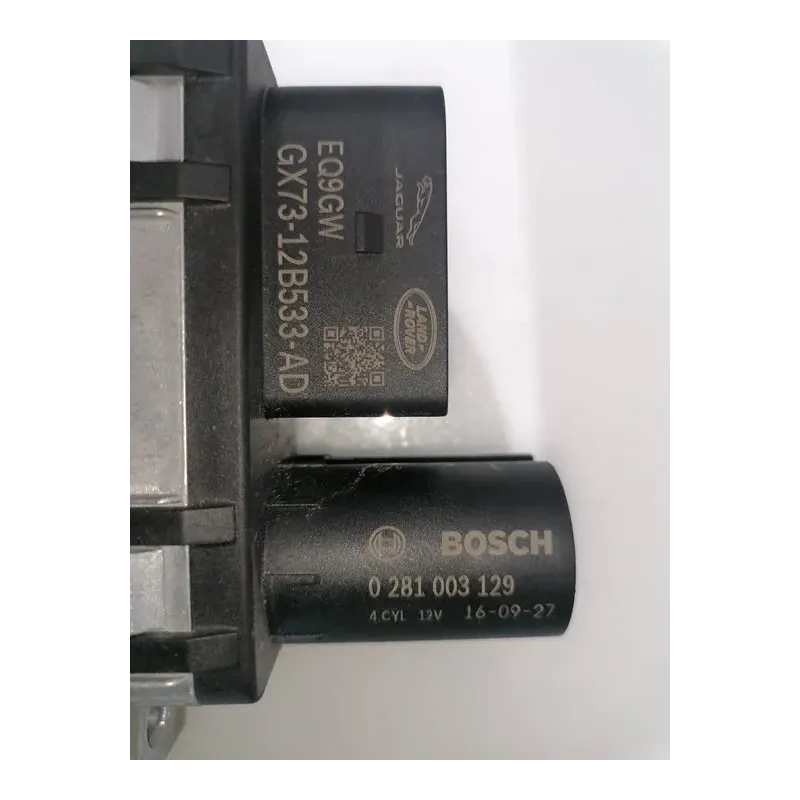 EQ9GW
GX73-12B533-AD
JAGUAR
LAND
-ROVER
BOSCH
0 281 003 129
4 CYL 12V 16-09-27